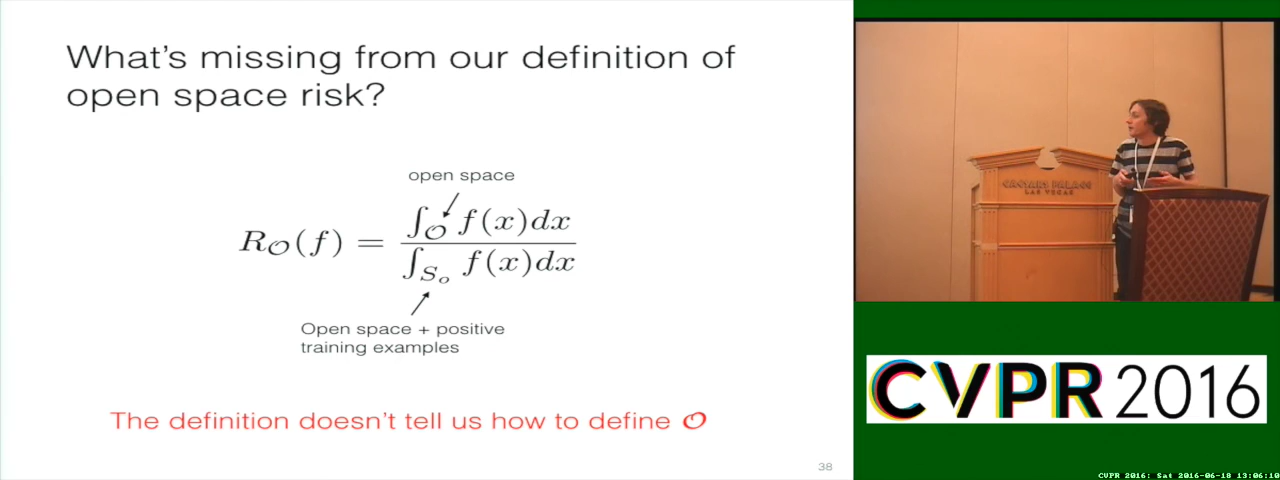 What's missing from our definition of
open space risk?
open space
R_𝒪(f) = ∫_𝒪 f(x)dx / ∫_{S_o} f(x)dx
Open space + positive
training examples
The definition doesn't tell us how to define 𝒪
38
CAESARS PALACE
LAS VEGAS
CVPR 2016
CVPR 2016: Sat 2016-06-18 13:06:10